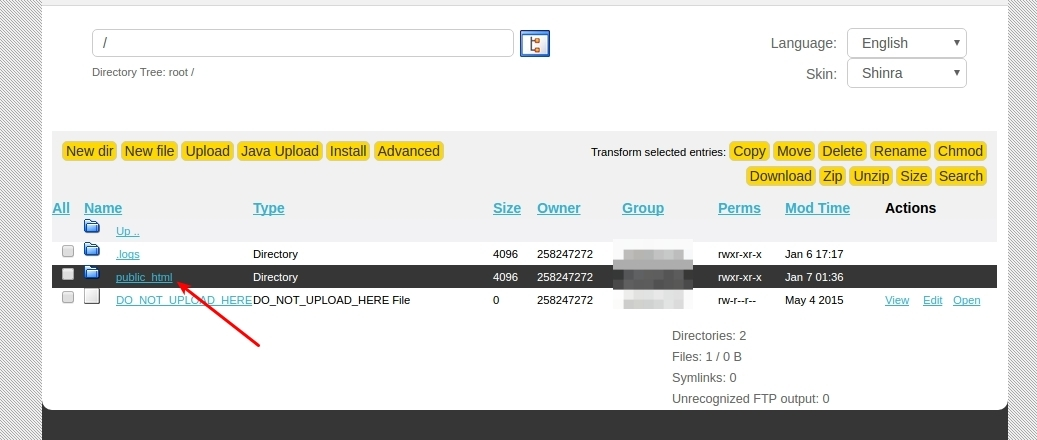 /
Language: English
Directory Tree: root /
Skin: Shinra
New dir New file Upload Java Upload Install Advanced
Transform selected entries: Copy Move Delete Rename Chmod
Download Zip Unzip Size Search
All Name Type Size Owner Group Perms Mod Time Actions
Up ..
.logs Directory 4096 258247272 rwxr-xr-x Jan 6 17:17
public_html Directory 4096 258247272 rwxr-xr-x Jan 7 01:36
DO_NOT_UPLOAD_HERE DO_NOT_UPLOAD_HERE File 0 258247272 rw-r--r-- May 4 2015 View Edit Open
Directories: 2
Files: 1 / 0 B
Symlinks: 0
Unrecognized FTP output: 0